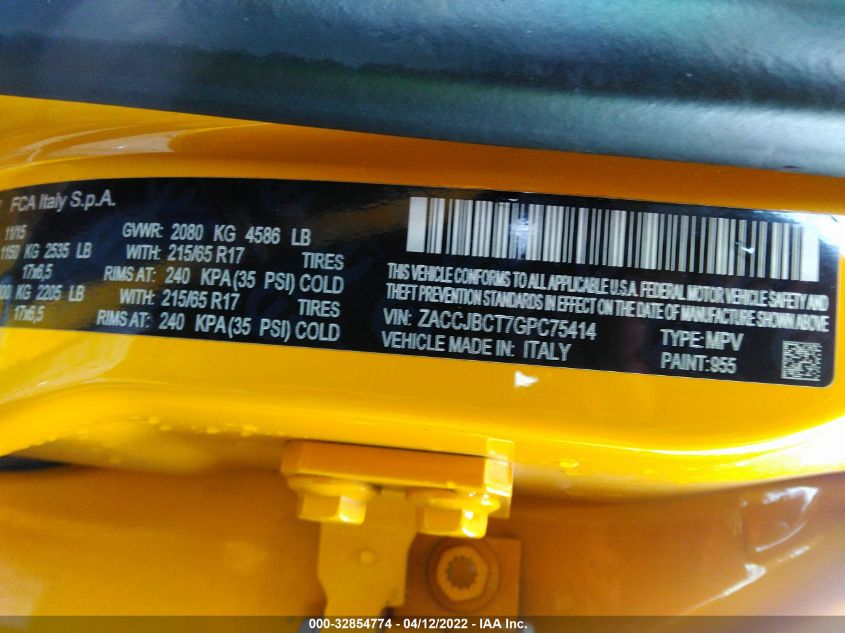 FCA Italy S.p.A.
11/15 GVWR: 2080 KG 4586 LB
1150 KG 2535 LB WITH: 215/65 R17 TIRES
17x6,5 RIMS AT: 240 KPA(35 PSI) COLD
000 KG 2205 LB WITH: 215/65 R17 TIRES
17x6,5 RIMS AT: 240 KPA(35 PSI) COLD
THIS VEHICLE CONFORMS TO ALL APPLICABLE U.S.A. FEDERAL MOTOR VEHICLE SAFETY AND
THEFT PREVENTION STANDARDS IN EFFECT ON THE DATE OF MANUFACTURE SHOWN ABOVE
VIN: ZACCJBCT7GPC75414 TYPE: MPV
VEHICLE MADE IN: ITALY PAINT:955
000-32854774 - 04/12/2022 - IAA Inc.